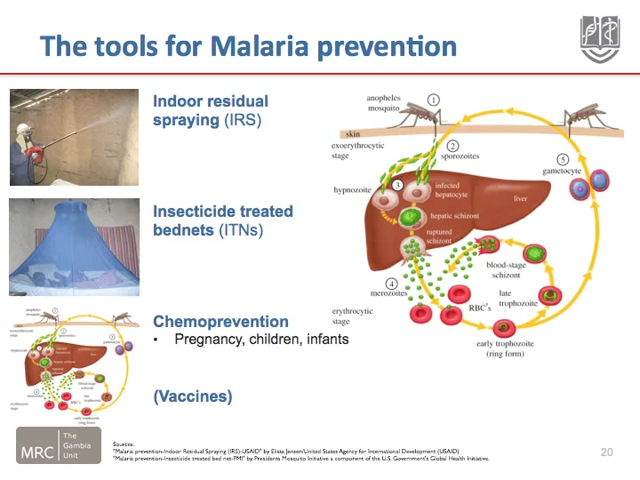 The tools for Malaria prevention
Indoor residual
spraying (IRS)
Insecticide treated
bednets (ITNs)
Chemoprevention
• Pregnancy, children, infants
(Vaccines)
anopheles
mosquito
1
skin
exoerythrocytic
stage
2
sporozoites
5
gametocyte
hypnozoite
3
infected
hepatocyte
liver
hepatic schizont
ruptured
schizont
4
merozoites
blood-stage
schizont
late
trophozoite
RBC's
erythrocytic
stage
early trophozoite
(ring form)
MRC
The
Gambia
Unit
Sources:
"Malaria prevention-Indoor Residual Spraying (IRS)-USAID" by Elissa Jensen/United States Agency for International Development (USAID)
"Malaria prevention-Insecticide treated bed net-PMI" by Presidents Mosquito Initiative a component of the U.S. Government's Global Health Initiative.
20